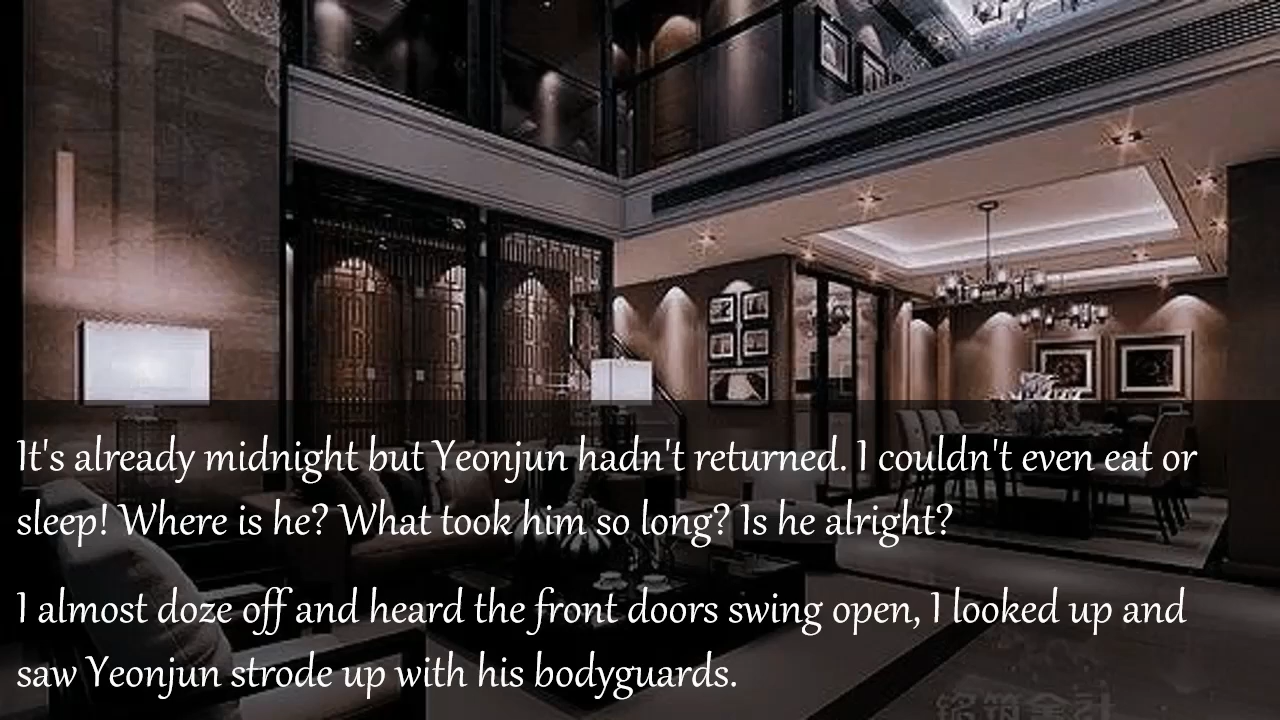 It's already midnight but Yeonjun hadn't returned. I couldn't even eat or
sleep! Where is he? What took him so long? Is he alright?
I almost doze off and heard the front doors swing open, I looked up and
saw Yeonjun strode up with his bodyguards.